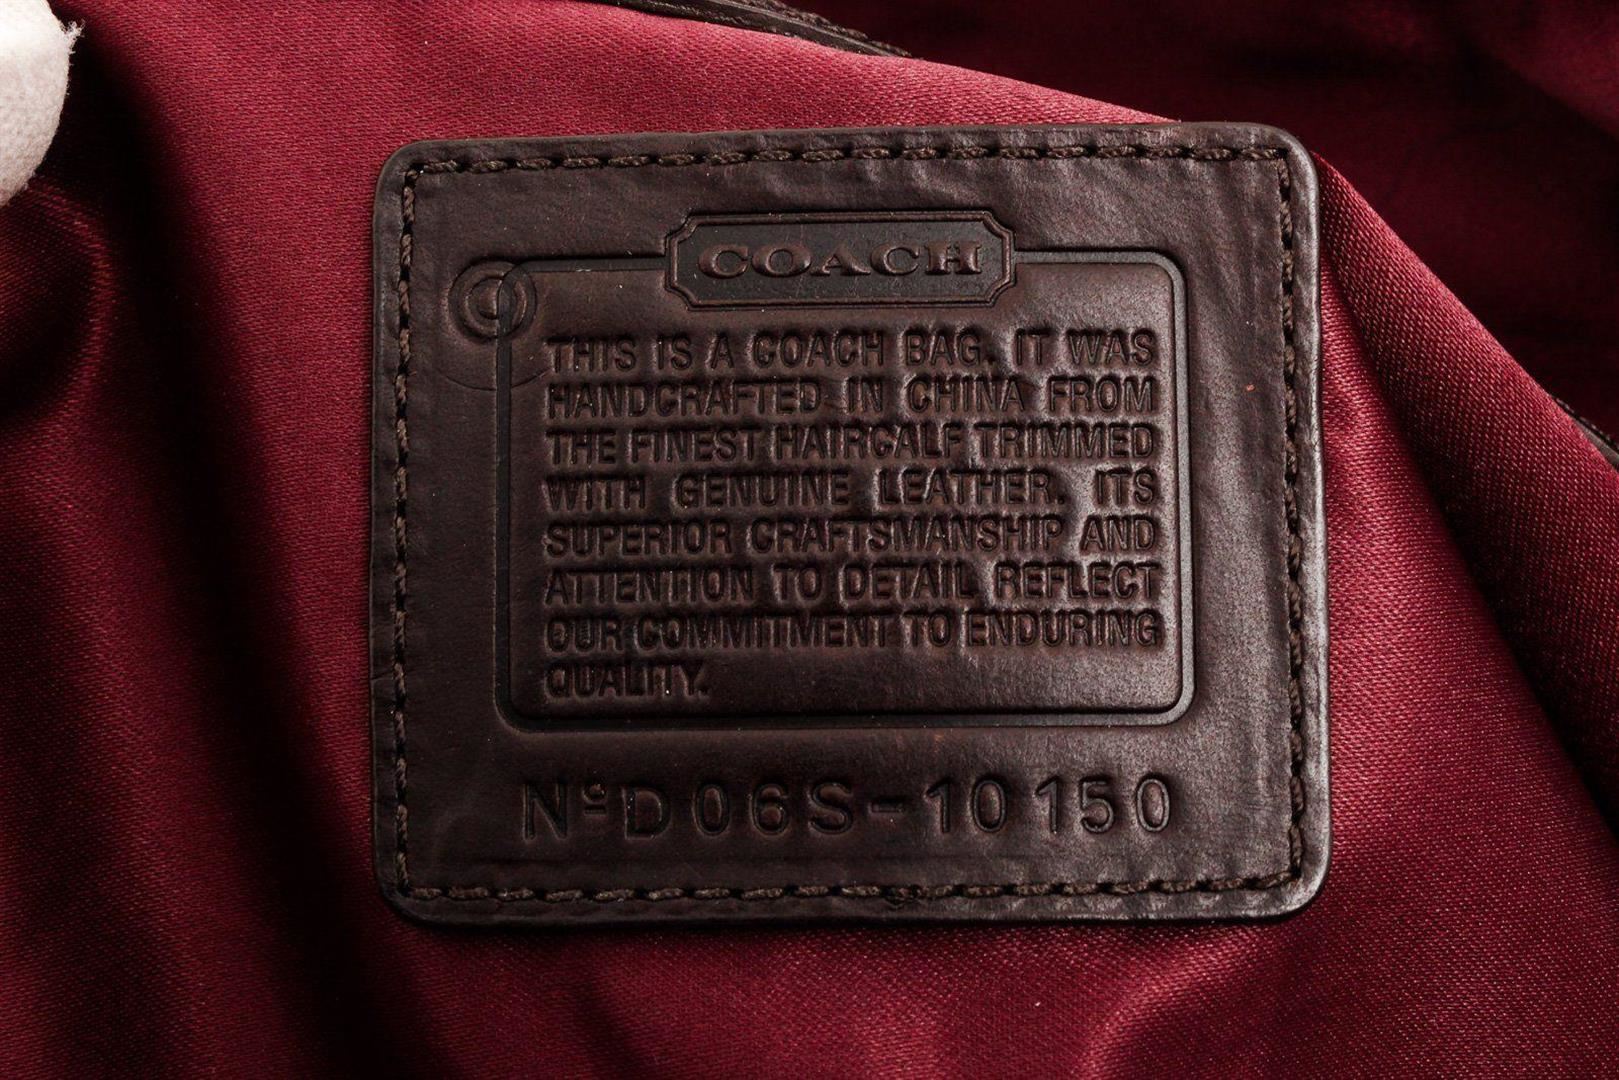 COACH
THIS IS A COACH BAG. IT WAS
HANDCRAFTED IN CHINA FROM
THE FINEST HAIRCALF TRIMMED
WITH GENUINE LEATHER. ITS
SUPERIOR CRAFTSMANSHIP AND
ATTENTION TO DETAIL REFLECT
OUR COMMITMENT TO ENDURING
QUALITY.
Nº D06S-10150